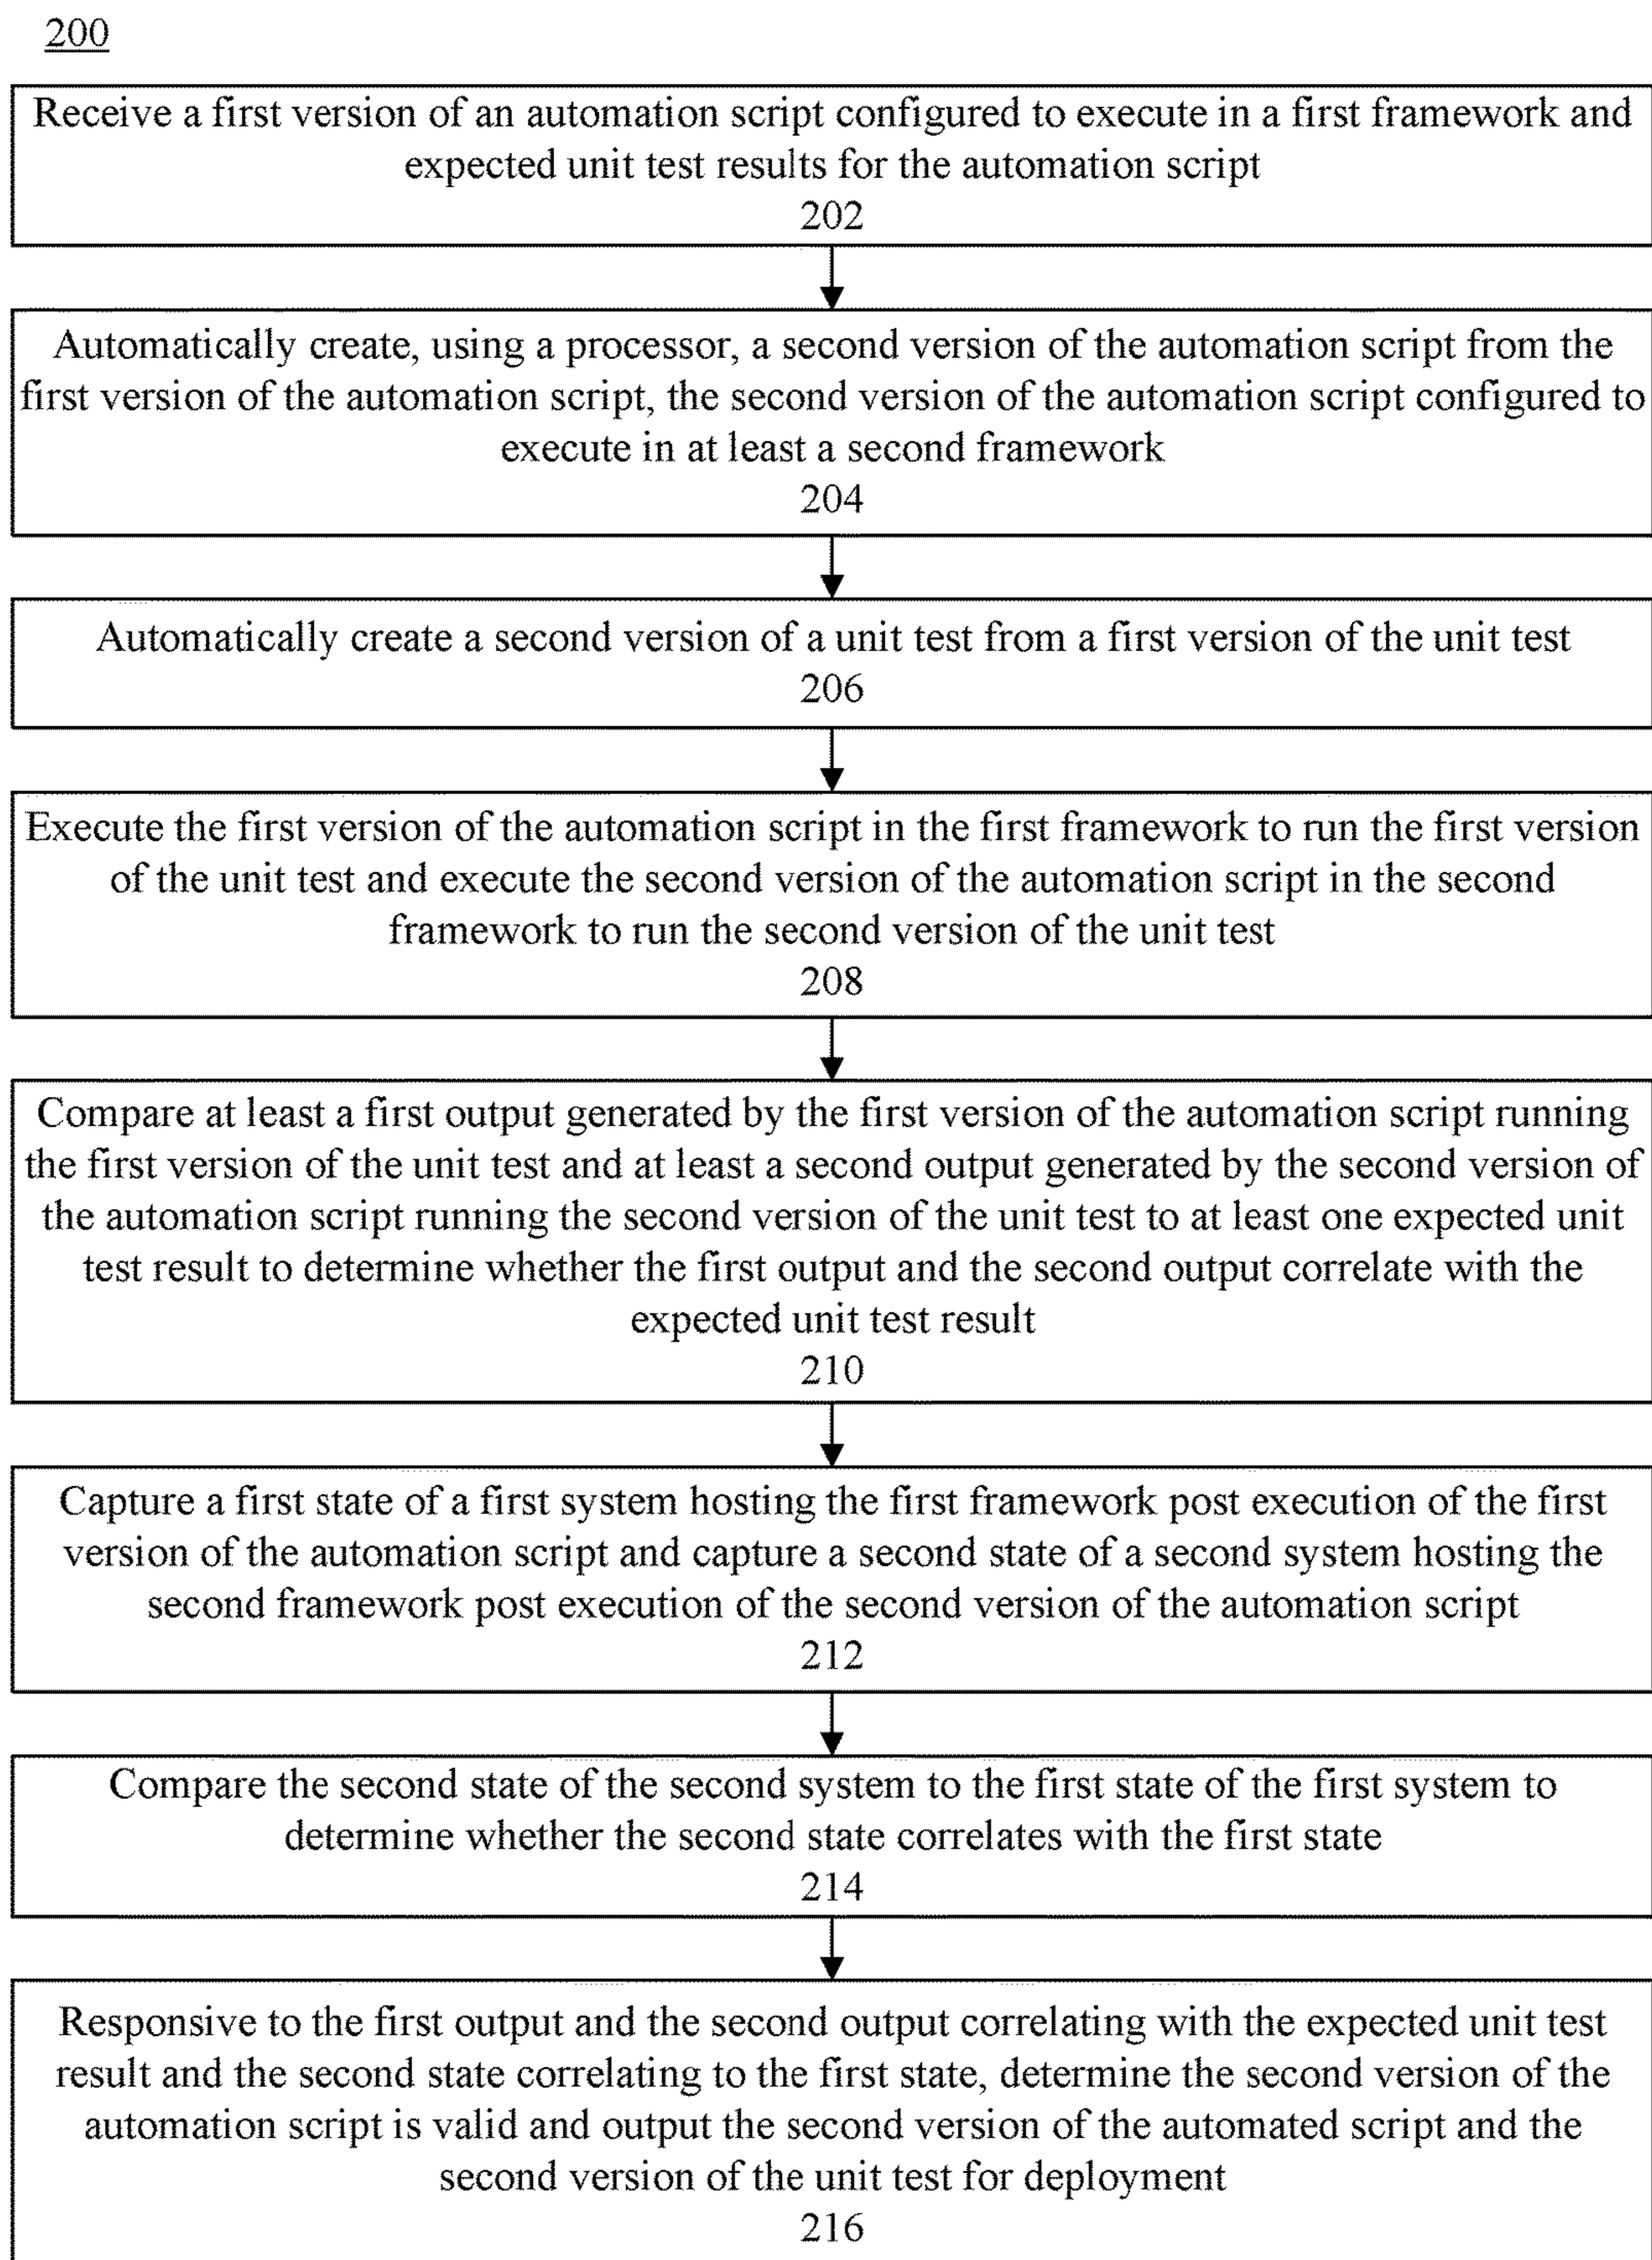 200
Receive a first version of an automation script configured to execute in a first framework and
expected unit test results for the automation script
202
Automatically create, using a processor, a second version of the automation script from the
first version of the automation script, the second version of the automation script configured to
execute in at least a second framework
204
Automatically create a second version of a unit test from a first version of the unit test
206
Execute the first version of the automation script in the first framework to run the first version
of the unit test and execute the second version of the automation script in the second
framework to run the second version of the unit test
208
Compare at least a first output generated by the first version of the automation script running
the first version of the unit test and at least a second output generated by the second version of
the automation script running the second version of the unit test to at least one expected unit
test result to determine whether the first output and the second output correlate with the
expected unit test result
210
Capture a first state of a first system hosting the first framework post execution of the first
version of the automation script and capture a second state of a second system hosting the
second framework post execution of the second version of the automation script
212
Compare the second state of the second system to the first state of the first system to
determine whether the second state correlates with the first state
214
Responsive to the first output and the second output correlating with the expected unit test
result and the second state correlating to the first state, determine the second version of the
automation script is valid and output the second version of the automated script and the
second version of the unit test for deployment
216